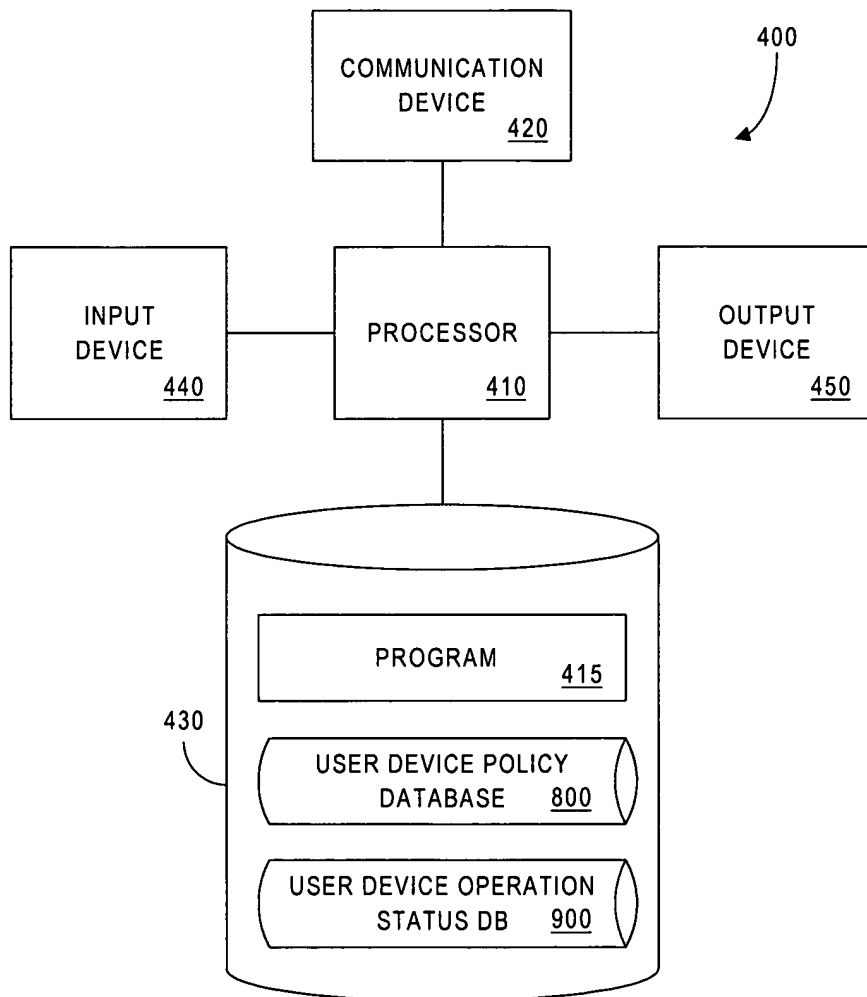 400
COMMUNICATION
DEVICE
420
INPUT
DEVICE
440
PROCESSOR
410
OUTPUT
DEVICE
450
PROGRAM
415
430
USER DEVICE POLICY
DATABASE 800
USER DEVICE OPERATION
STATUS DB 900